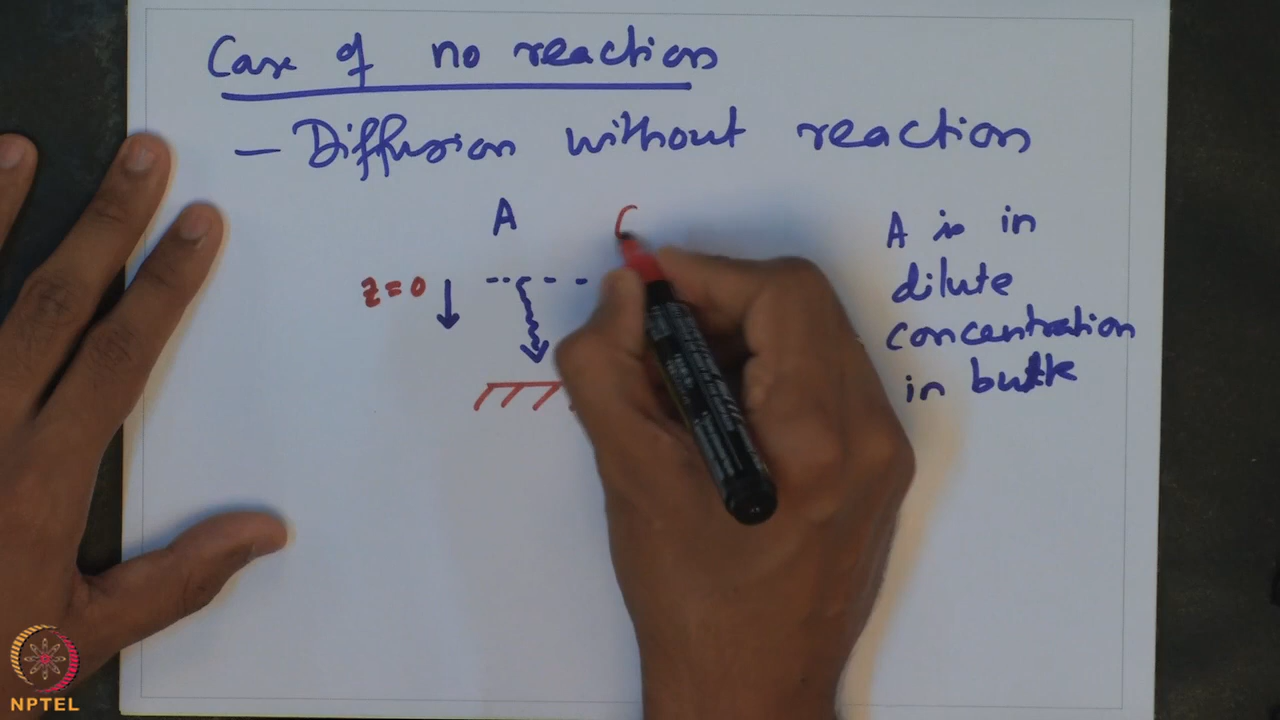 Case of no reaction
— Diffusion without reaction
A C
z=0
A is in
dilute
concentration
in bulk
NPTEL